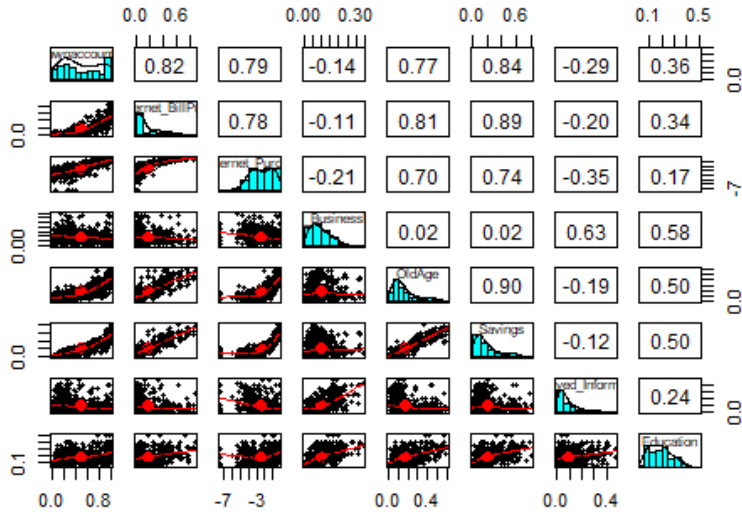 0.0 0.6 0.00 0.30 0.0 0.6 0.1 0.5
wnaccount 0.82 0.79 -0.14 0.77 0.84 -0.29 0.36 0.0
0.0 ernet_BillP 0.78 -0.11 0.81 0.89 -0.20 0.34
ernet_Purc -0.21 0.70 0.74 -0.35 0.17 -7
0.00 Business 0.02 0.02 0.63 0.58
OldAge 0.90 -0.19 0.50 0.0
0.0 Savings -0.12 0.50
ved_Inform 0.24 0.0
0.1 Education
0.0 0.8 -7 -3 0.0 0.4 0.0 0.4